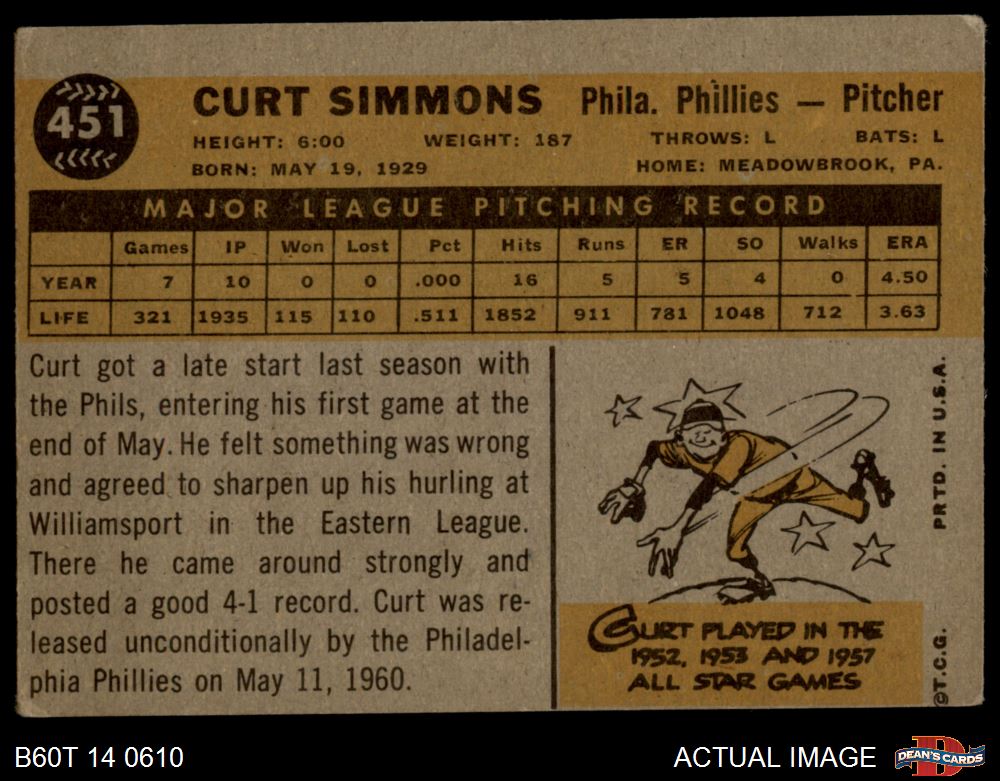 451
CURT SIMMONS Phila. Phillies — Pitcher
HEIGHT: 6:00 WEIGHT: 187 THROWS: L BATS: L
BORN: MAY 19, 1929 HOME: MEADOWBROOK, PA.
MAJOR LEAGUE PITCHING RECORD
Games IP Won Lost Pct Hits Runs ER SO Walks ERA
YEAR 7 10 0 0 .000 16 5 5 4 0 4.50
LIFE 321 1935 115 110 .511 1852 911 781 1048 712 3.63
Curt got a late start last season with
the Phils, entering his first game at the
end of May. He felt something was wrong
and agreed to sharpen up his hurling at
Williamsport in the Eastern League.
There he came around strongly and
posted a good 4-1 record. Curt was re-
leased unconditionally by the Philadel-
phia Phillies on May 11, 1960.
CURT PLAYED IN THE
1952, 1953 AND 1957
ALL STAR GAMES
©T.C.G. PRTD. IN U.S.A.
B60T 14 0610 ACTUAL IMAGE D DEAN'S CARDS